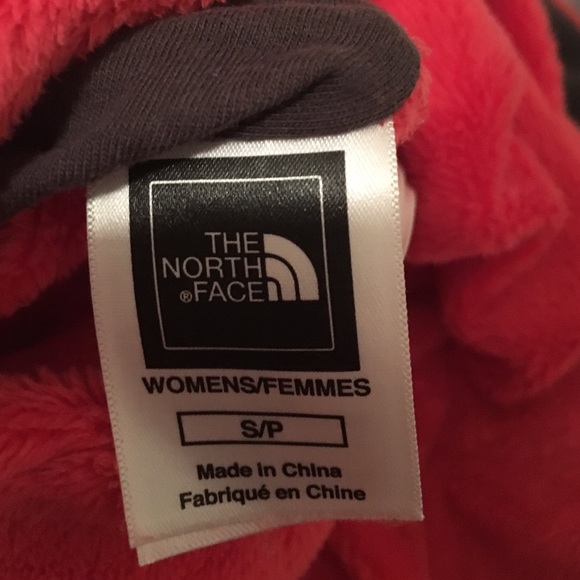 THE
NORTH
®FACE
WOMENS/FEMMES
S/P
Made in China
Fabriqué en Chine